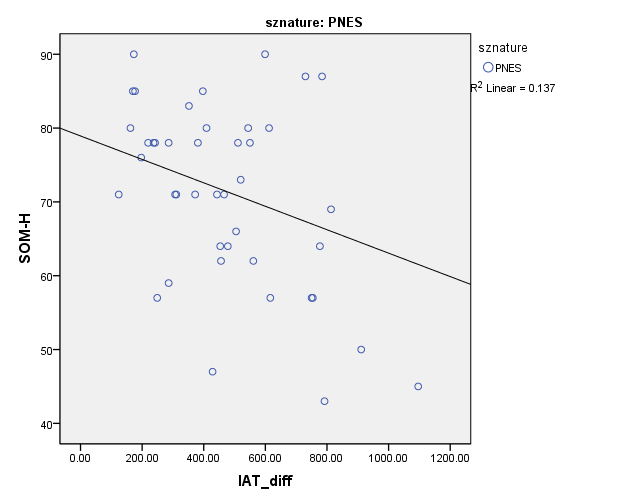 sznature: PNES
sznature
PNES
R2 Linear = 0.137
90
80
70
60
50
40
SOM-H
0.00 200.00 400.00 600.00 800.00 1000.00 1200.00
IAT_diff